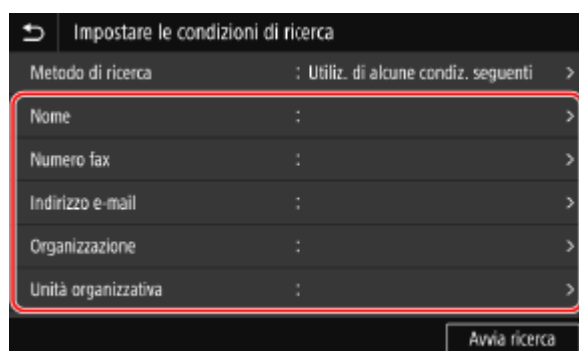 Impostare le condizioni di ricerca
Metodo di ricerca : Utiliz. di alcune condiz. seguenti >
Nome : >
Numero fax : >
Indirizzo e-mail : >
Organizzazione : >
Unità organizzativa : >
Avvia ricerca